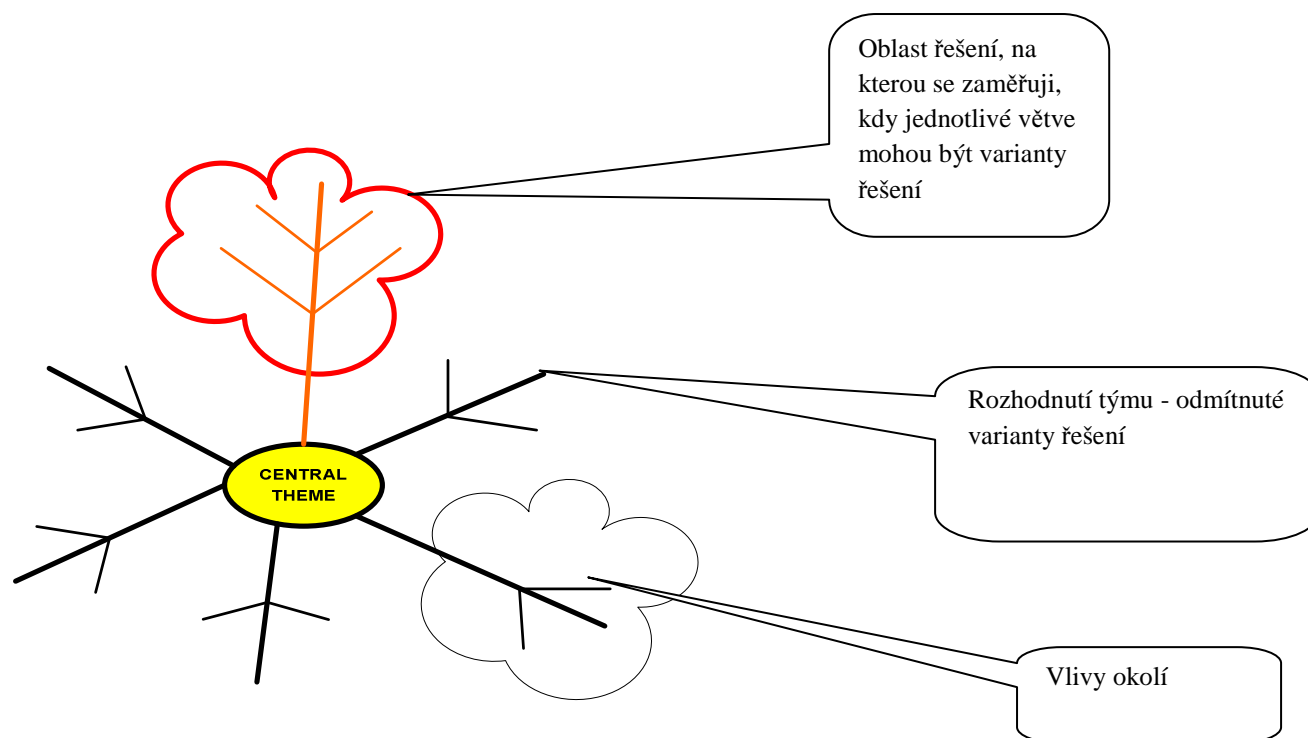 Oblast řešení, na
kterou se zaměřuji,
kdy jednotlivé větve
mohou být varianty
řešení
Rozhodnutí týmu - odmítnuté
varianty řešení
CENTRAL
THEME
Vlivy okolí